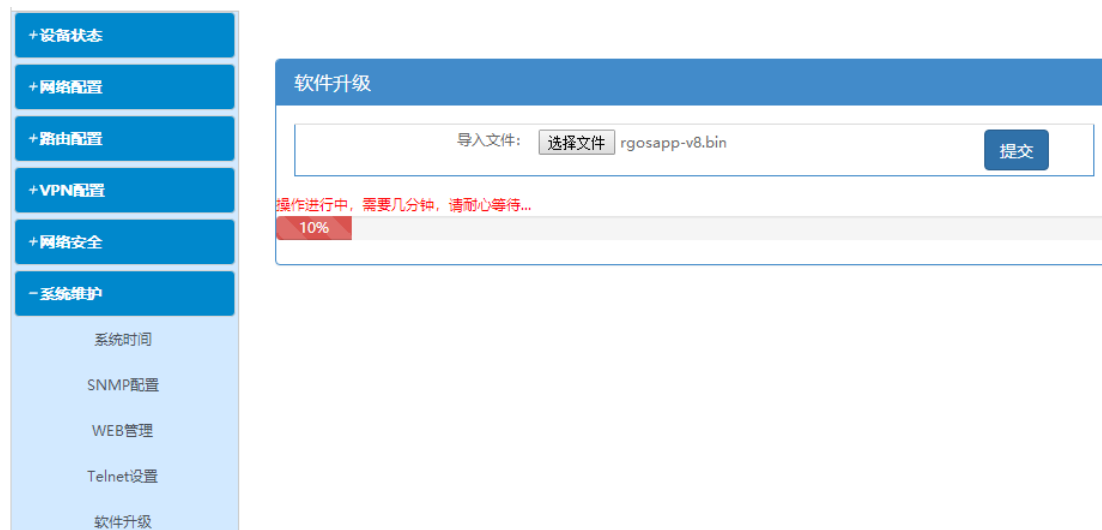 +设备状态
+网络配置
+路由配置
+VPN配置
+网络安全
-系统维护
系统时间
SNMP配置
WEB管理
Telnet设置
软件升级
软件升级
导入文件: 选择文件 rgosapp-v8.bin
提交
操作进行中，需要几分钟，请耐心等待...
10%